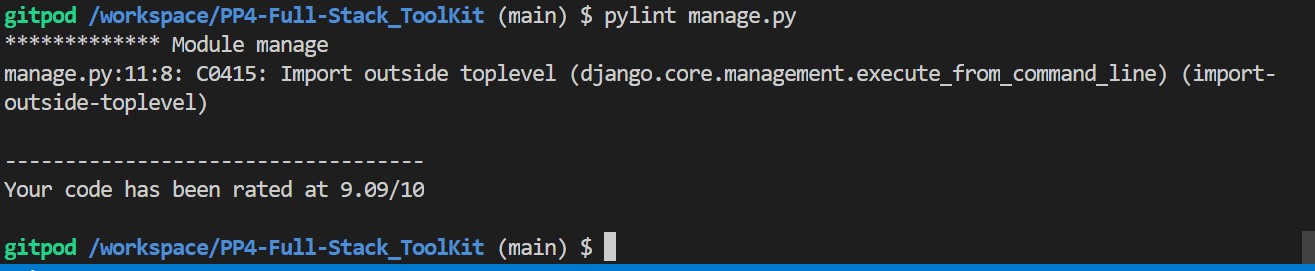 gitpod /workspace/PP4-Full-Stack_ToolKit (main) $ pylint manage.py
************* Module manage
manage.py:11:8: C0415: Import outside toplevel (django.core.management.execute_from_command_line) (import-
outside-toplevel)
-----------------------------------
Your code has been rated at 9.09/10
gitpod /workspace/PP4-Full-Stack_ToolKit (main) $